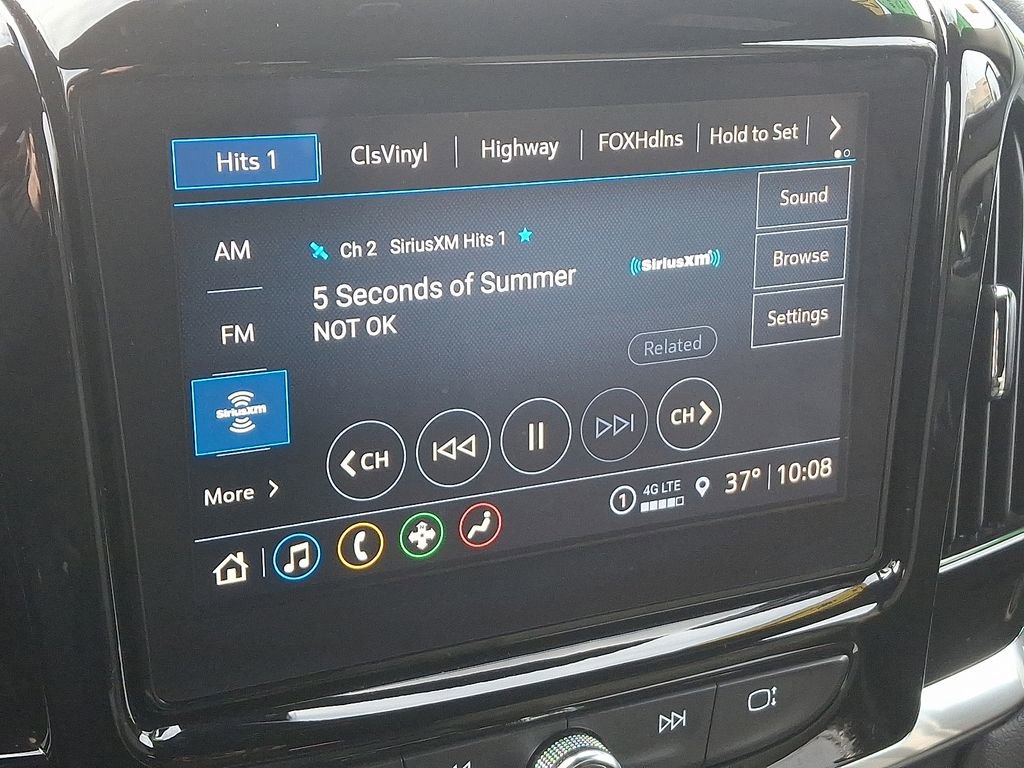 Hits 1 ClsVinyl Highway FOXHdlns Hold to Set
Sound
AM
Ch 2 SiriusXM Hits 1
SiriusXM
Browse
5 Seconds of Summer
FM
NOT OK
Settings
Related
SiriusXM
<CH
CH>
More >
1 4G LTE 37° 10:08